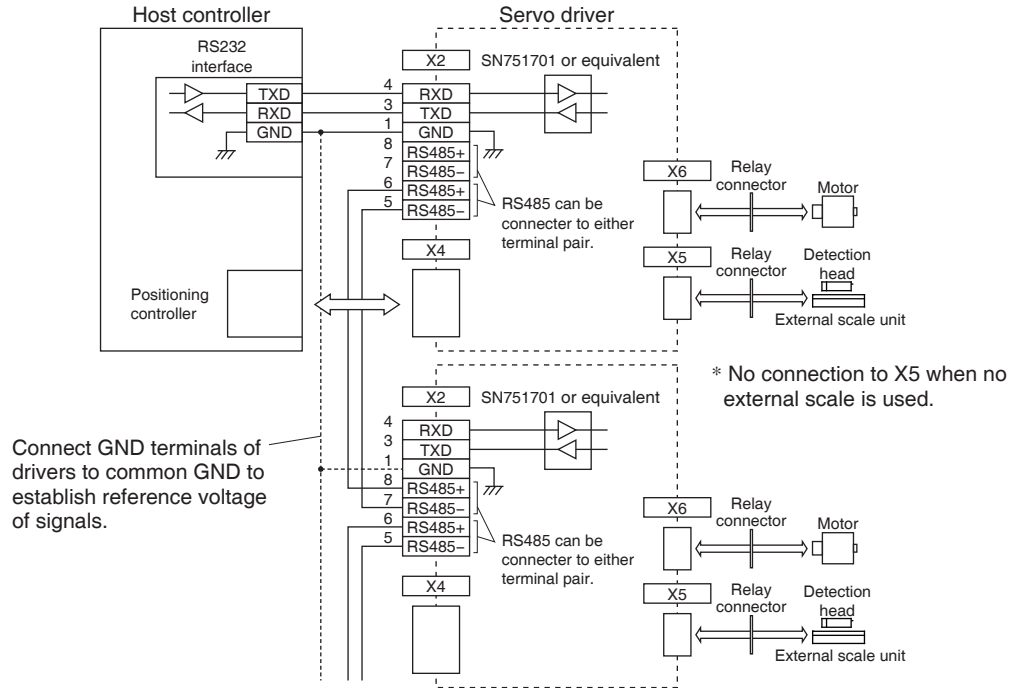 Host controller
Servo driver
RS232
interface
TXD
RXD
GND
4
3
1
8
7
6
5
X2
SN751701 or equivalent
RXD
TXD
GND
RS485+
RS485−
RS485+
RS485−
RS485 can be
connecter to either
terminal pair.
X4
Positioning
controller
X6
Relay
connector
Motor
X5
Relay
connector
Detection
head
External scale unit
* No connection to X5 when no
external scale is used.
X2
SN751701 or equivalent
4
3
1
8
7
6
5
RXD
TXD
GND
RS485+
RS485−
RS485+
RS485−
RS485 can be
connecter to either
terminal pair.
X4
Connect GND terminals of
drivers to common GND to
establish reference voltage
of signals.
X6
Relay
connector
Motor
X5
Relay
connector
Detection
head
External scale unit